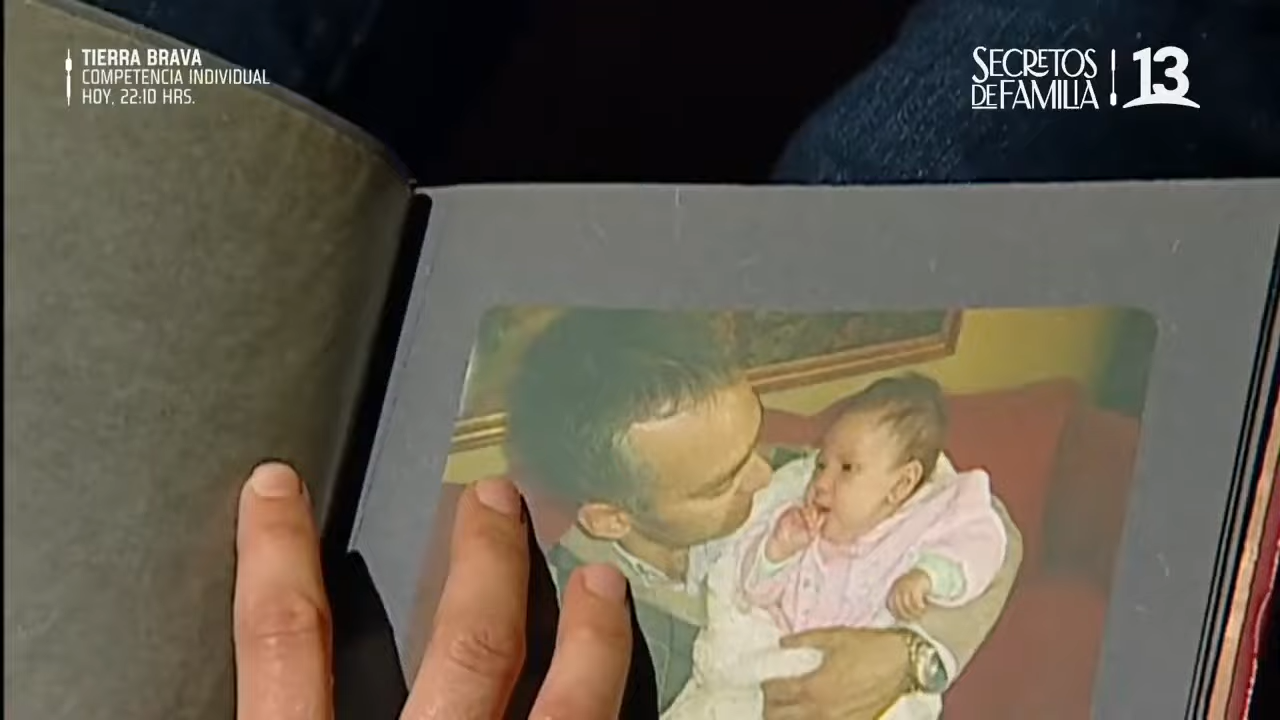 TIERRA BRAVA
COMPETENCIA INDIVIDUAL
HOY, 22:10 HRS.
SECRETOS
DE FAMILIA
13